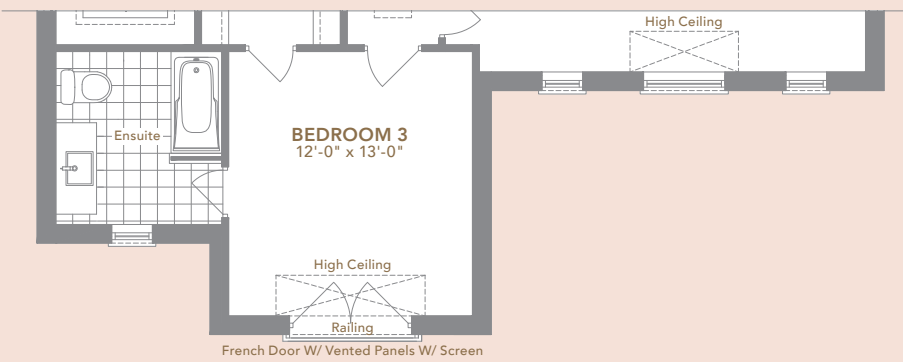 High Ceiling
Ensuite
BEDROOM 3
12'-0" x 13'-0"
High Ceiling
Railing
French Door W/ Vented Panels W/ Screen